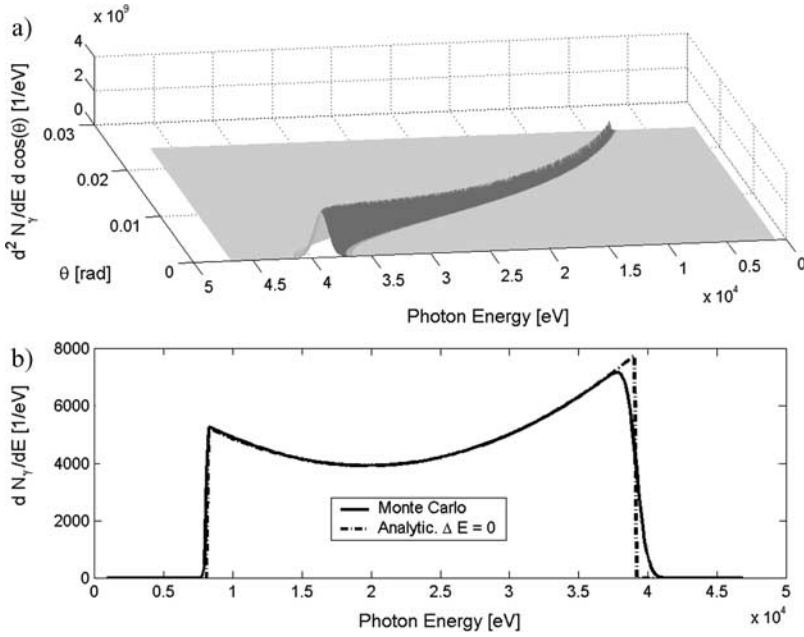 a)
x 10^9
4
2
0
d² N_γ /dE d cos(θ) [1/eV]
0.03
0.02
0.01
0
θ [rad]
5 4.5 4 3.5 3 2.5 2 1.5 1 0.5 0
x 10^4
Photon Energy [eV]
b)
8000
6000
4000
2000
0
d N_γ/dE [1/eV]
Monte Carlo
Analytic. Δ E = 0
0 0.5 1 1.5 2 2.5 3 3.5 4 4.5 5
x 10^4
Photon Energy [eV]